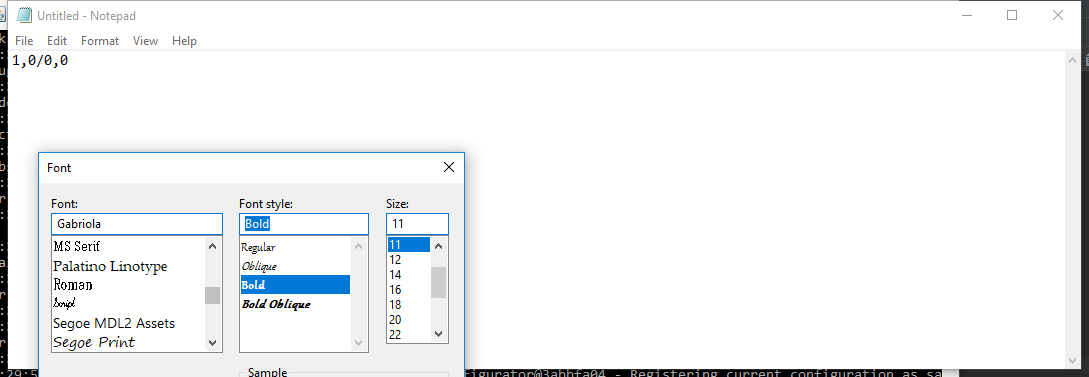 Untitled - Notepad
File Edit Format View Help
1,0/0,0
Font
Font: Font style: Size:
Gabriola Bold 11
MS Serif Regular 11
Palatino Linotype Oblique 12
Roman Bold 14
Script Bold Oblique 16
Segoe MDL2 Assets 18
Segoe Print 20
22
Sample
:29:5 figurator@3abbfa04 - Registering current configuration as sa